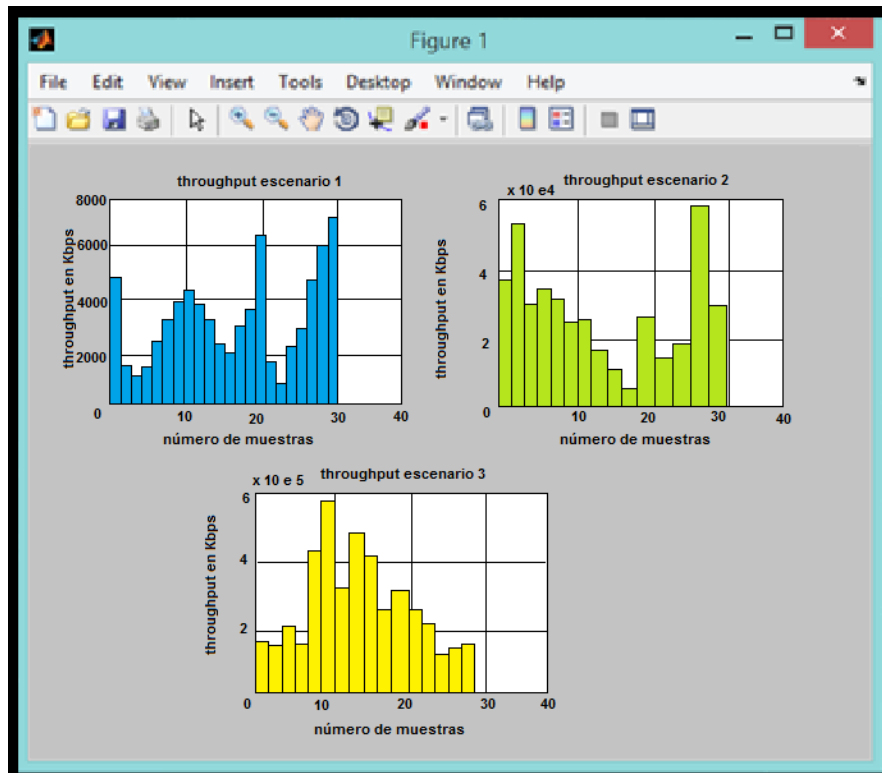 Figure 1
File Edit View Insert Tools Desktop Window Help
throughput escenario 1
8000
6000
4000
2000
0
10
20
30
40
throughput en Kbps
número de muestras
throughput escenario 2
x 10 e4
6
4
2
0
10
20
30
40
throughput en Kbps
número de muestras
throughput escenario 3
x 10 e 5
6
4
2
0
10
20
30
40
throughput en Kbps
número de muestras